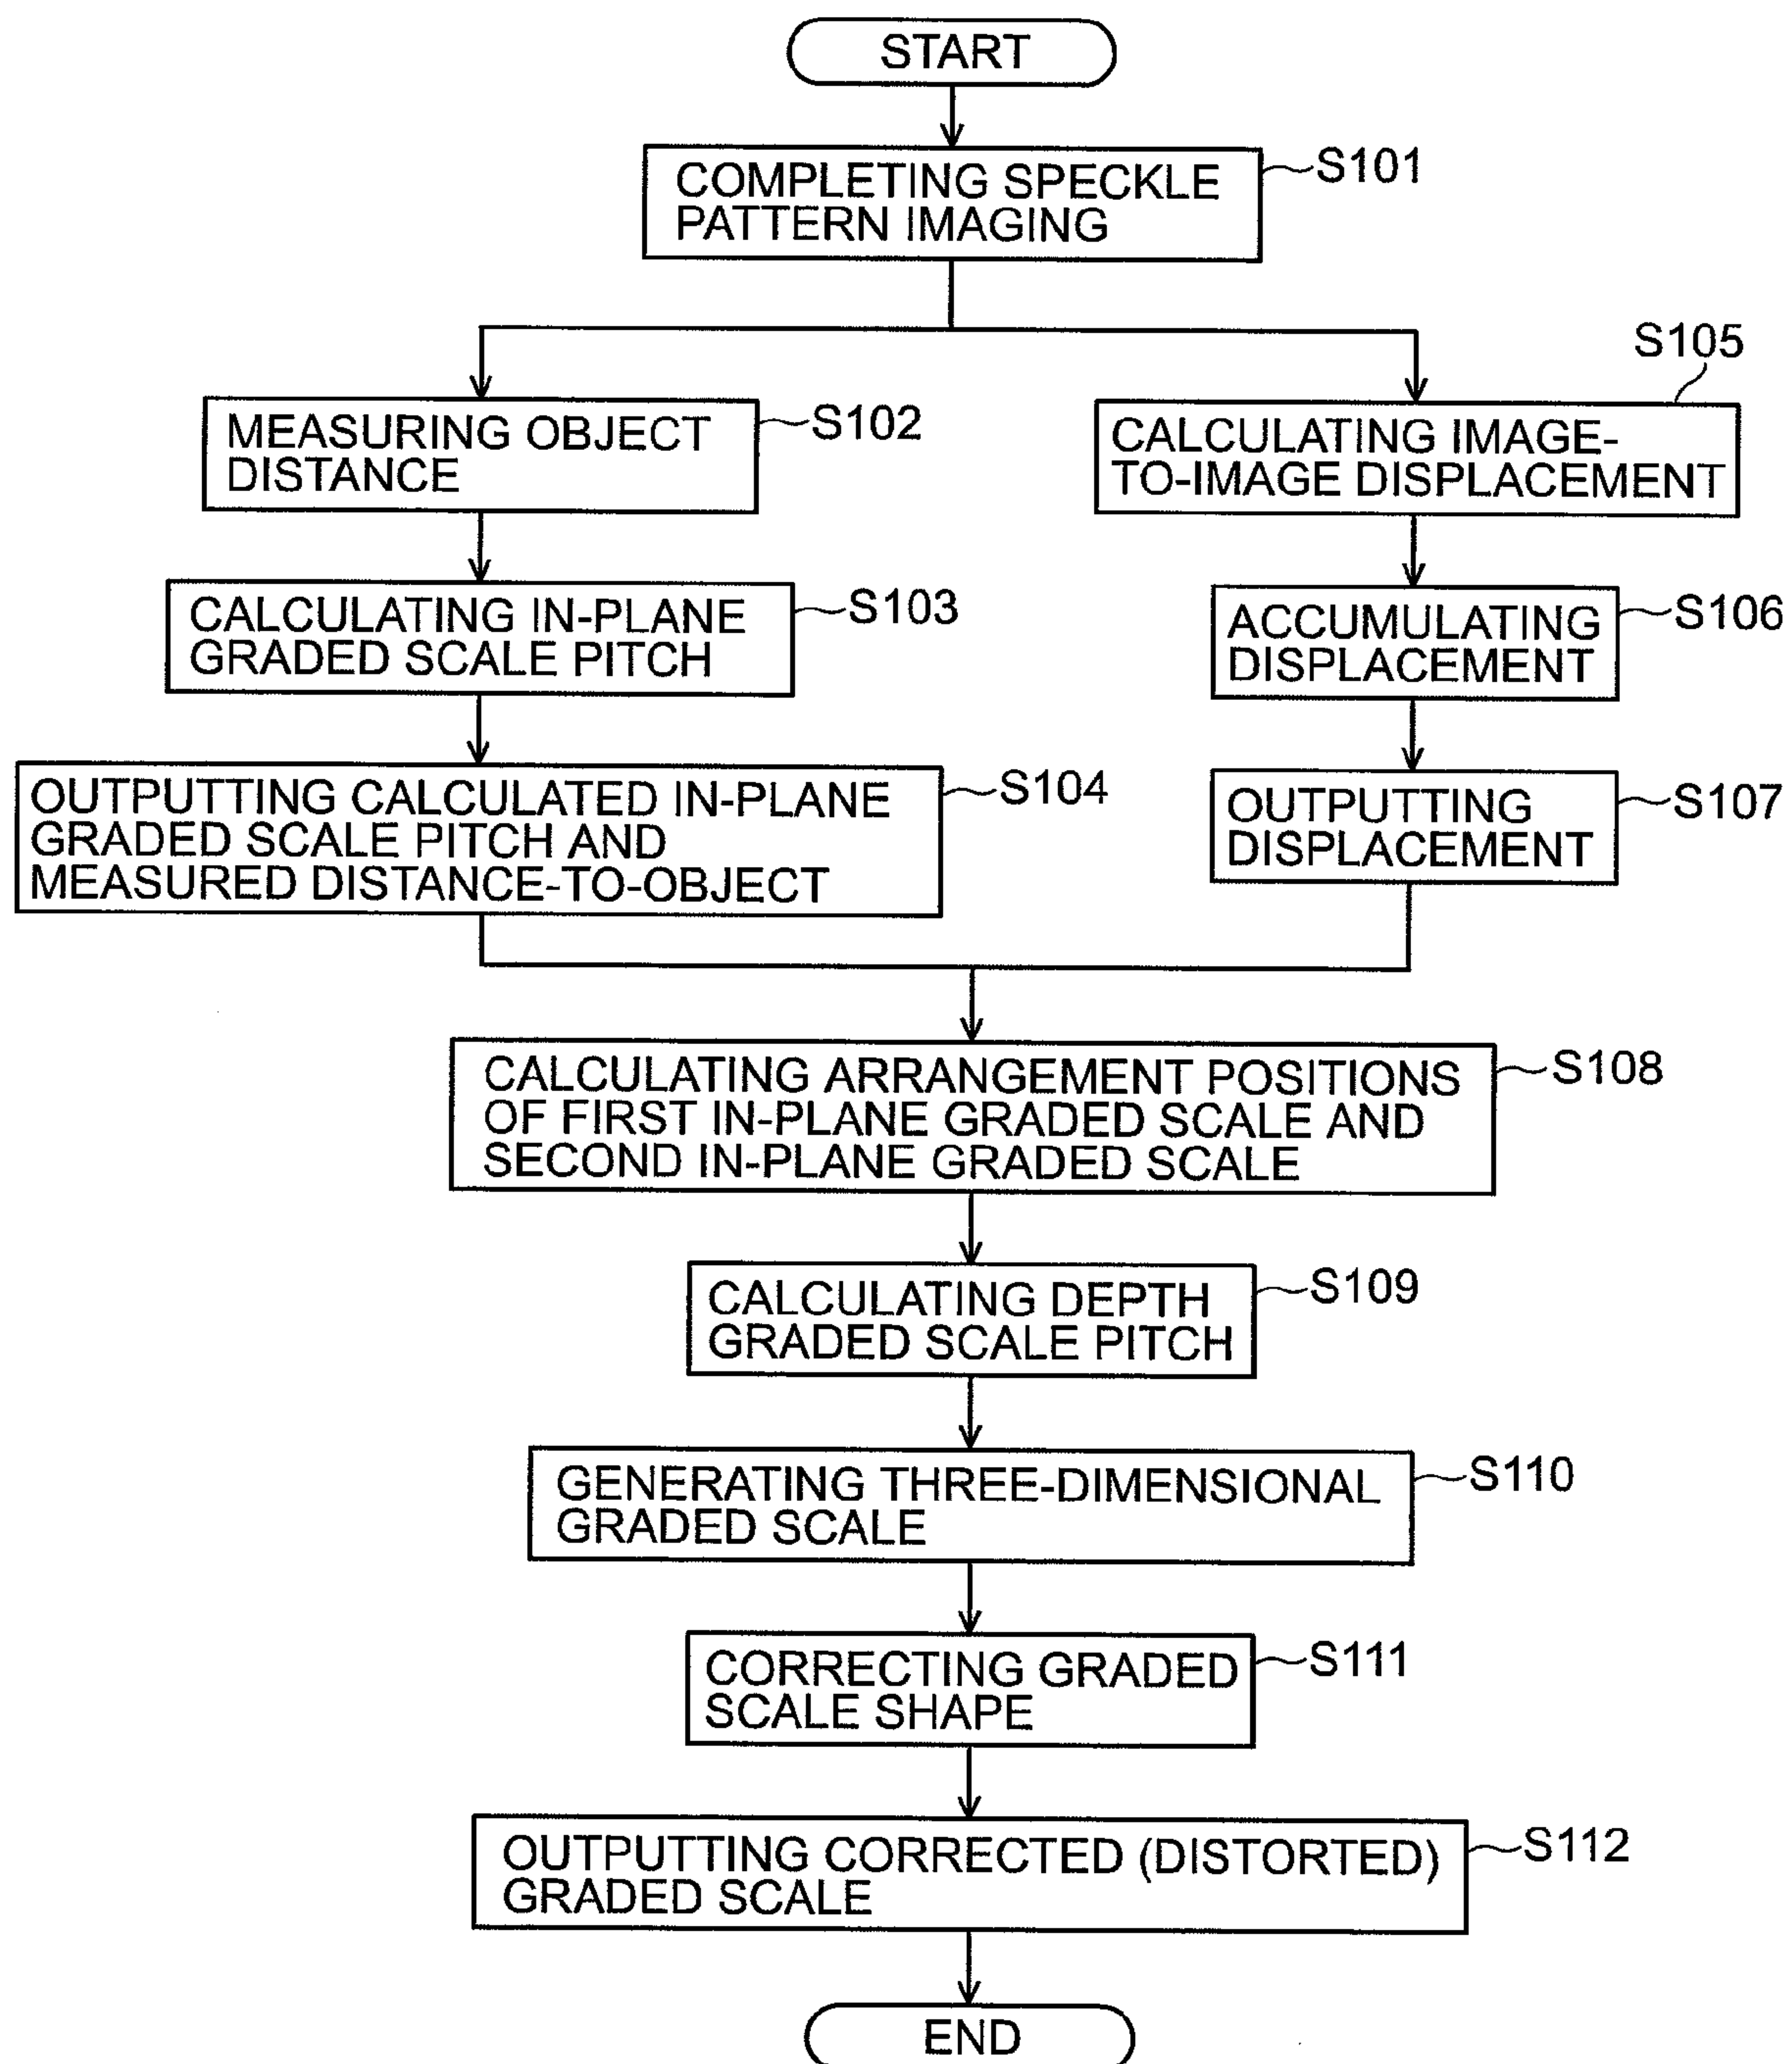 START
COMPLETING SPECKLE
PATTERN IMAGING
S101
MEASURING OBJECT
DISTANCE
S102
CALCULATING IN-PLANE
GRADED SCALE PITCH
S103
OUTPUTTING CALCULATED IN-PLANE
GRADED SCALE PITCH AND
MEASURED DISTANCE-TO-OBJECT
S104
S105
CALCULATING IMAGE-
TO-IMAGE DISPLACEMENT
ACCUMULATING
DISPLACEMENT
S106
OUTPUTTING
DISPLACEMENT
S107
CALCULATING ARRANGEMENT POSITIONS
OF FIRST IN-PLANE GRADED SCALE AND
SECOND IN-PLANE GRADED SCALE
S108
CALCULATING DEPTH
GRADED SCALE PITCH
S109
GENERATING THREE-DIMENSIONAL
GRADED SCALE
S110
CORRECTING GRADED
SCALE SHAPE
S111
OUTPUTTING CORRECTED (DISTORTED)
GRADED SCALE
S112
END